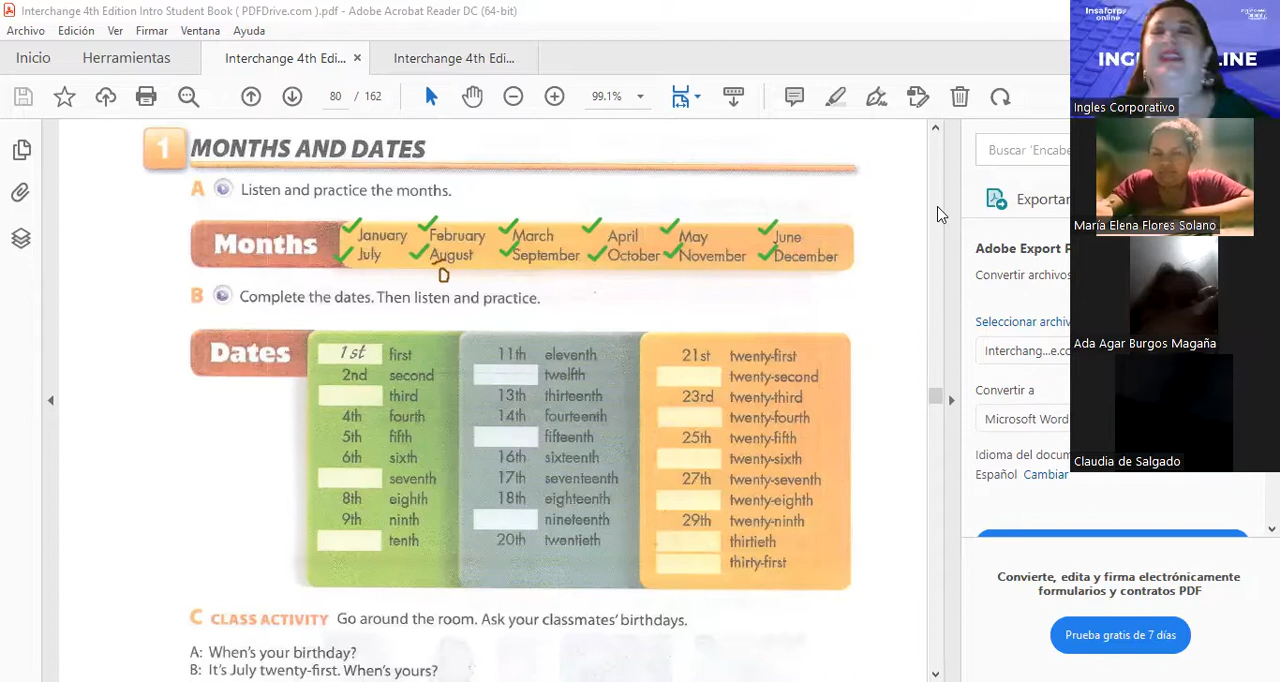 Interchange 4th Edition Intro Student Book ( PDFDrive.com ).pdf - Adobe Acrobat Reader DC (64-bit)
Archivo Edición Ver Firmar Ventana Ayuda
Inicio Herramientas Interchange 4th Edi... × Interchange 4th Edi...
80 / 162 99.1%
1 MONTHS AND DATES
A Listen and practice the months.
Months
January February March April May June
July August September October November December
B Complete the dates. Then listen and practice.
Dates
1st first
2nd second
third
4th fourth
5th fifth
6th sixth
seventh
8th eighth
9th ninth
tenth
11th eleventh
twelfth
13th thirteenth
14th fourteenth
fifteenth
16th sixteenth
17th seventeenth
18th eighteenth
nineteenth
20th twentieth
21st twenty-first
twenty-second
23rd twenty-third
twenty-fourth
25th twenty-fifth
twenty-sixth
27th twenty-seventh
twenty-eighth
29th twenty-ninth
thirtieth
thirty-first
C CLASS ACTIVITY Go around the room. Ask your classmates' birthdays.
A: When's your birthday?
B: It's July twenty-first. When's yours?
Buscar 'Encabe
Exportar
Adobe Export P
Convertir archivos
Seleccionar archiv
Interchang...e.co
Convertir a
Microsoft Word
Idioma del docum
Español Cambiar
Convierte, edita y firma electrónicamente
formularios y contratos PDF
Prueba gratis de 7 días
Insaforp
online
ING LINE
Ingles Corporativo
María Elena Flores Solano
Ada Agar Burgos Magaña
Claudia de Salgado